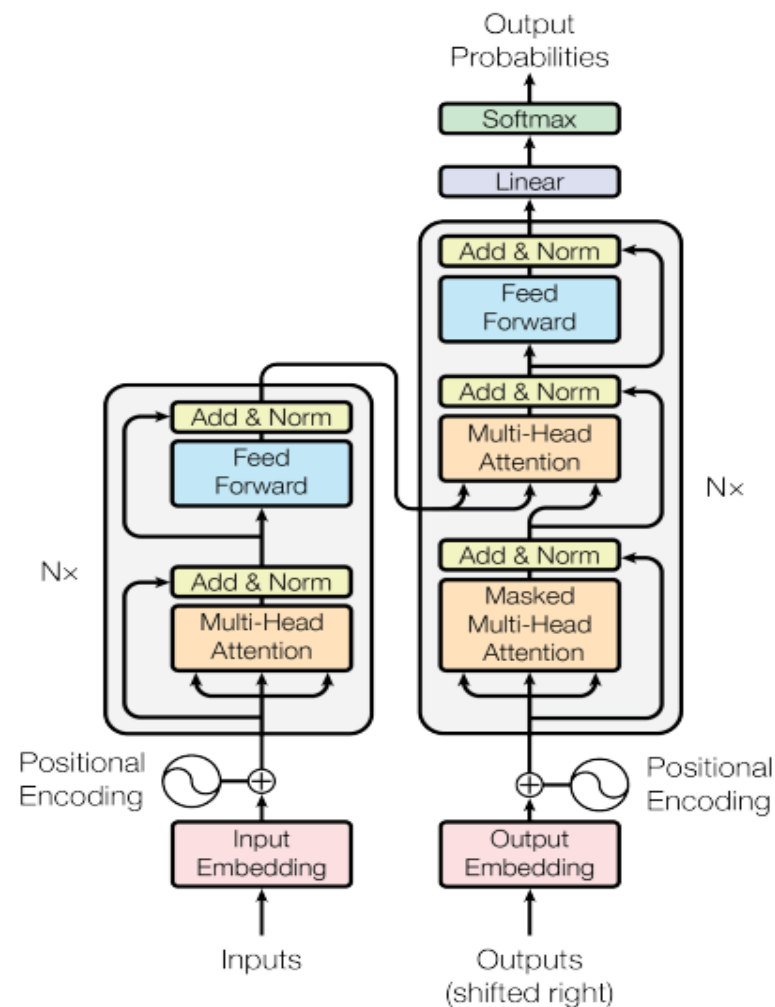 Output
Probabilities
Softmax
Linear
Add & Norm
Feed
Forward
Add & Norm
Multi-Head
Attention
Add & Norm
Masked
Multi-Head
Attention
N×
Add & Norm
Feed
Forward
Add & Norm
Multi-Head
Attention
N×
Positional
Encoding
Positional
Encoding
Input
Embedding
Output
Embedding
Inputs
Outputs
(shifted right)